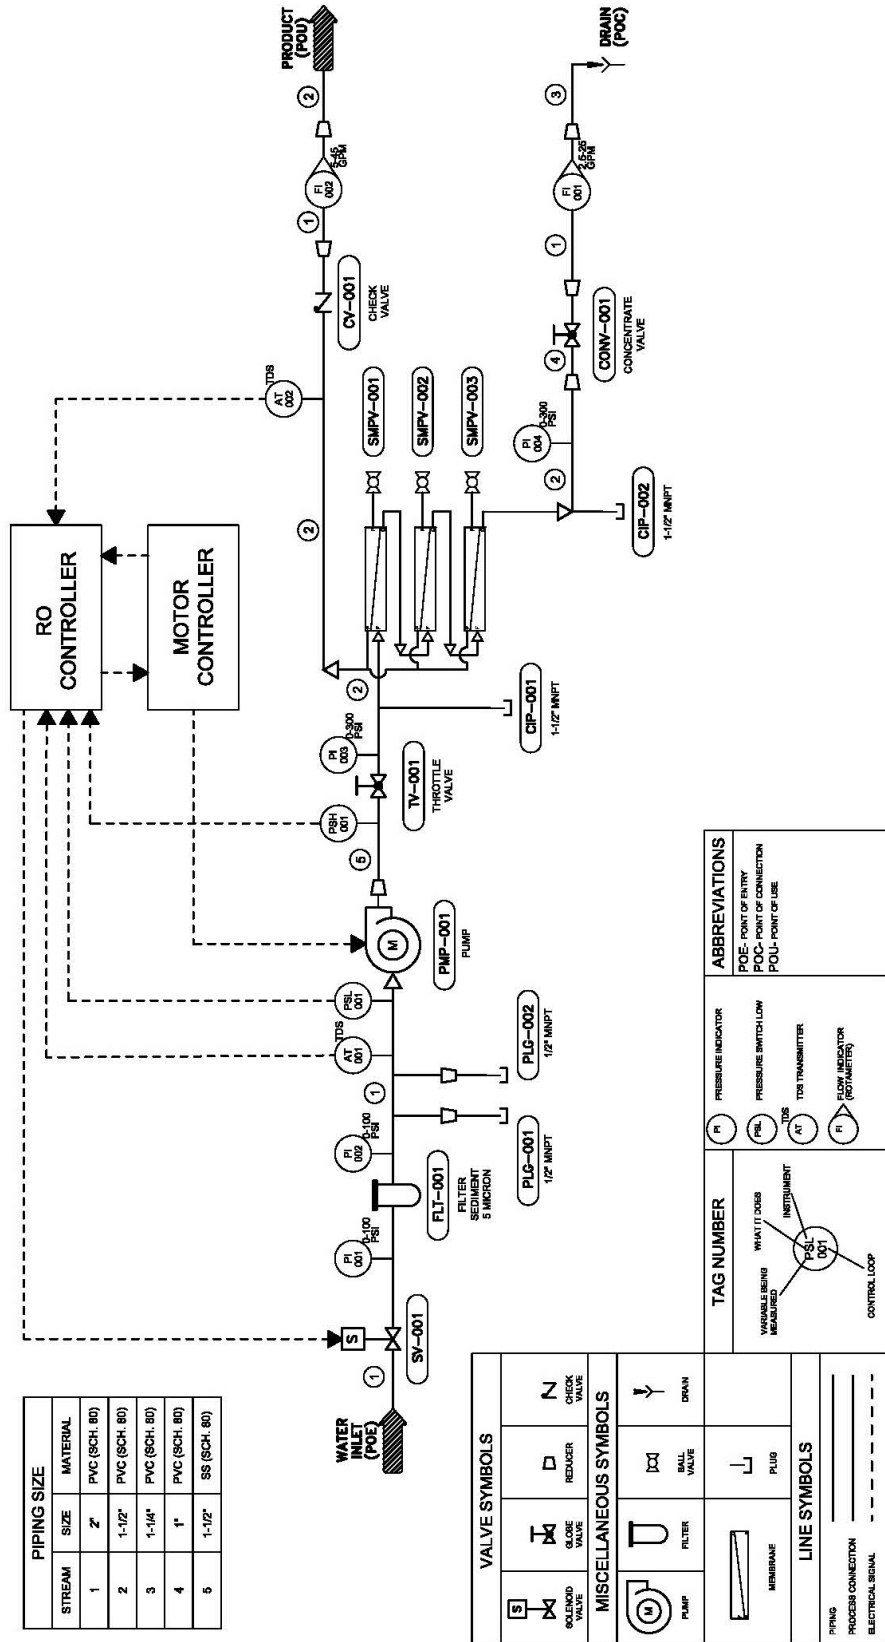 PIPING SIZE
STREAM SIZE MATERIAL
1 2" PVC (SCH. 80)
2 1-1/2" PVC (SCH. 80)
3 1-1/4" PVC (SCH. 80)
4 1" PVC (SCH. 80)
5 1-1/2" SS (SCH. 80)
RO
CONTROLLER
MOTOR
CONTROLLER
WATER
INLET
(POE)
1
S
SV-001
PI
001
0-100
PSI
FLT-001
FILTER
SEDIMENT
5 MICRON
PI
002
0-100
PSI
1
PLG-001
1/2" MNPT
PLG-002
1/2" MNPT
AT
001
TDS
PSL
001
M
PMP-001
PUMP
5
PSH
001
TV-001
THROTTLE
VALVE
PI
003
0-300
PSI
2
CIP-001
1-1/2" MNPT
2
SMPV-001
SMPV-002
SMPV-003
AT
002
TDS
CV-001
CHECK
VALVE
1
FI
002
5-45
GPM
2
PRODUCT
(POU)
CIP-002
1-1/2" MNPT
2
PI
004
0-300
PSI
4
CONV-001
CONCENTRATE
VALVE
1
FI
001
2.5-25
GPM
3
DRAIN
(POC)
VALVE SYMBOLS
S
SOLENOID
VALVE
GLOBE
VALVE
REDUCER
CHECK
VALVE
MISCELLANEOUS SYMBOLS
M
PUMP
FILTER
BALL
VALVE
DRAIN
MEMBRANE
PLUG
LINE SYMBOLS
PIPING
PROCESS CONNECTION
ELECTRICAL SIGNAL
TAG NUMBER
VARIABLE BEING
MEASURED
WHAT IT DOES
INSTRUMENT
PSL
001
CONTROL LOOP
PI
PRESSURE INDICATOR
PSL
PRESSURE SWITCH LOW
AT
TDS
TDS TRANSMITTER
FI
FLOW INDICATOR
(ROTAMETER)
ABBREVIATIONS
POE- POINT OF ENTRY
POC- POINT OF CONNECTION
POU- POINT OF USE